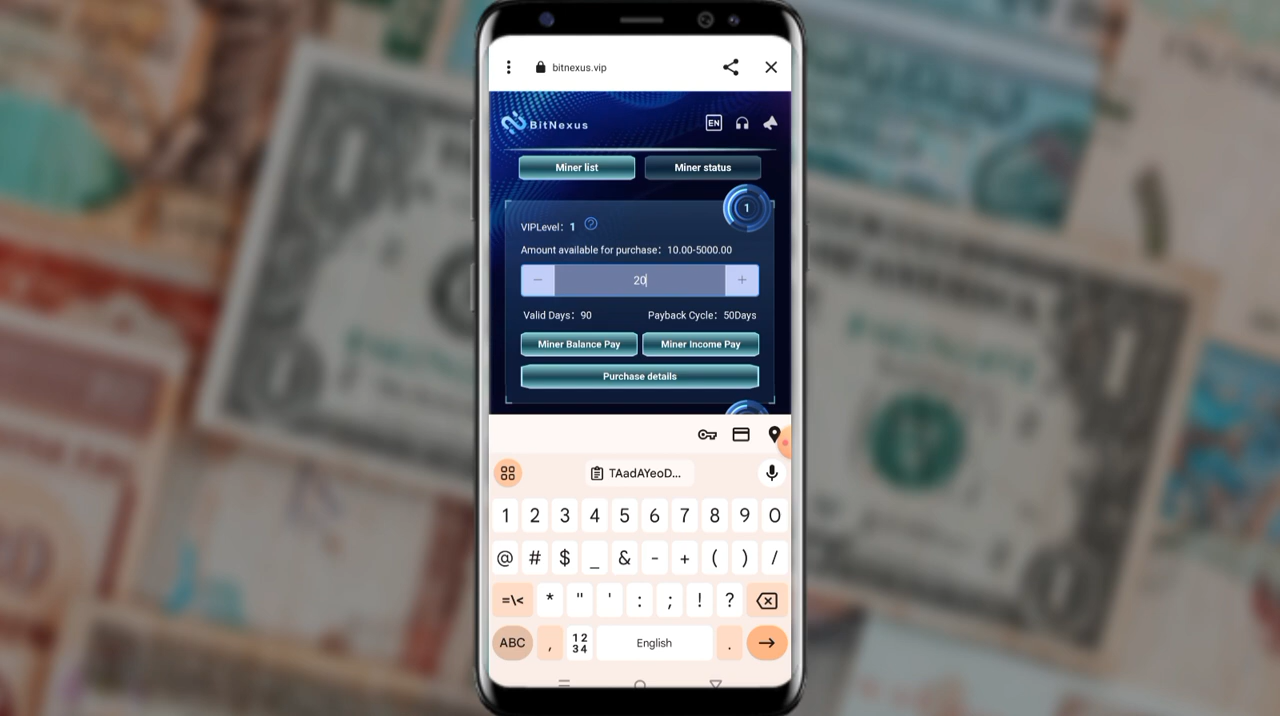 bitnexus.vip
BitNexus
EN
Miner list
Miner status
1
VIPLevel: 1 ?
Amount available for purchase: 10.00-5000.00
− 20 +
Valid Days: 90
Payback Cycle: 50Days
Miner Balance Pay
Miner Income Pay
Purchase details
TAadAYeoD...
1 2 3 4 5 6 7 8 9 0
@ # $ _ & - + ( ) /
=\< * " ' : ; ! ?
ABC , 12 34 English .